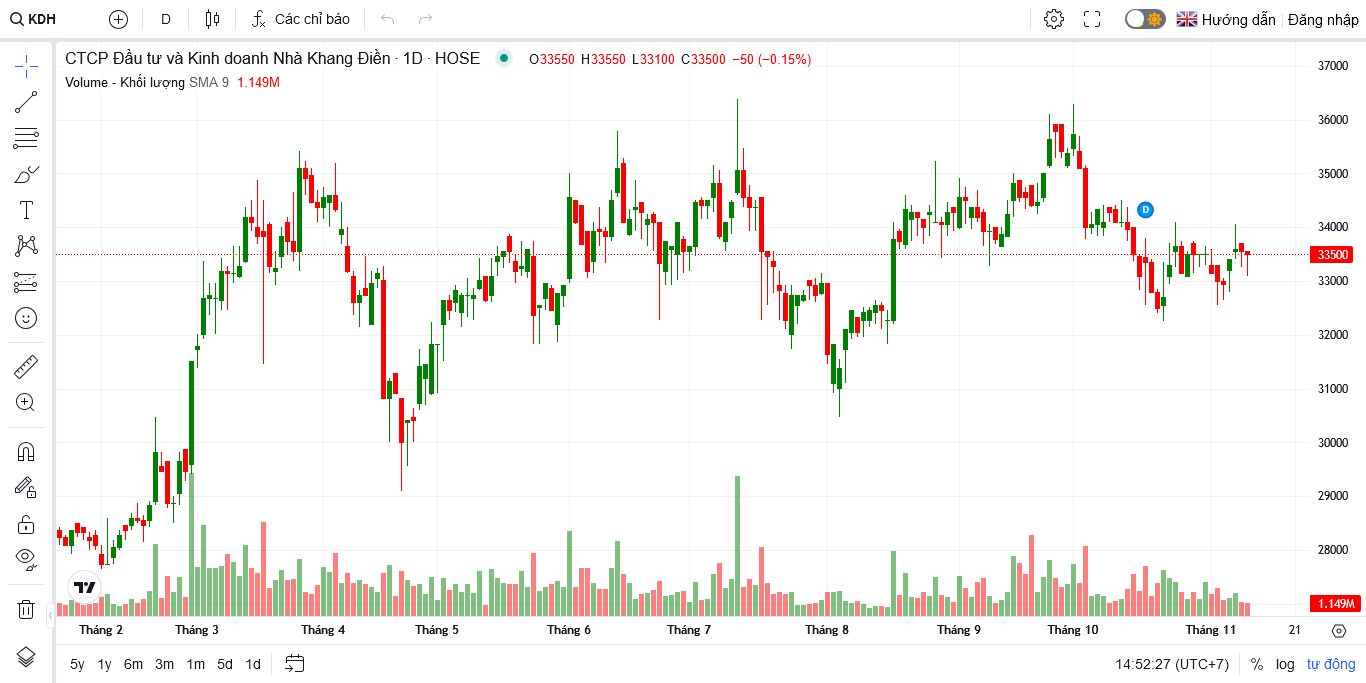 KDH D Các chỉ báo Hướng dẫn Đăng nhập
CTCP Đầu tư và Kinh doanh Nhà Khang Điền · 1D · HOSE O33550 H33550 L33100 C33500 −50 (−0.15%)
Volume - Khối lượng SMA 9 1.149M
37000
36000
35000
D
34000
33500
33000
32000
31000
30000
29000
28000
1.149M
Tháng 2 Tháng 3 Tháng 4 Tháng 5 Tháng 6 Tháng 7 Tháng 8 Tháng 9 Tháng 10 Tháng 11 21
5y 1y 6m 3m 1m 5d 1d 14:52:27 (UTC+7) % log tự động